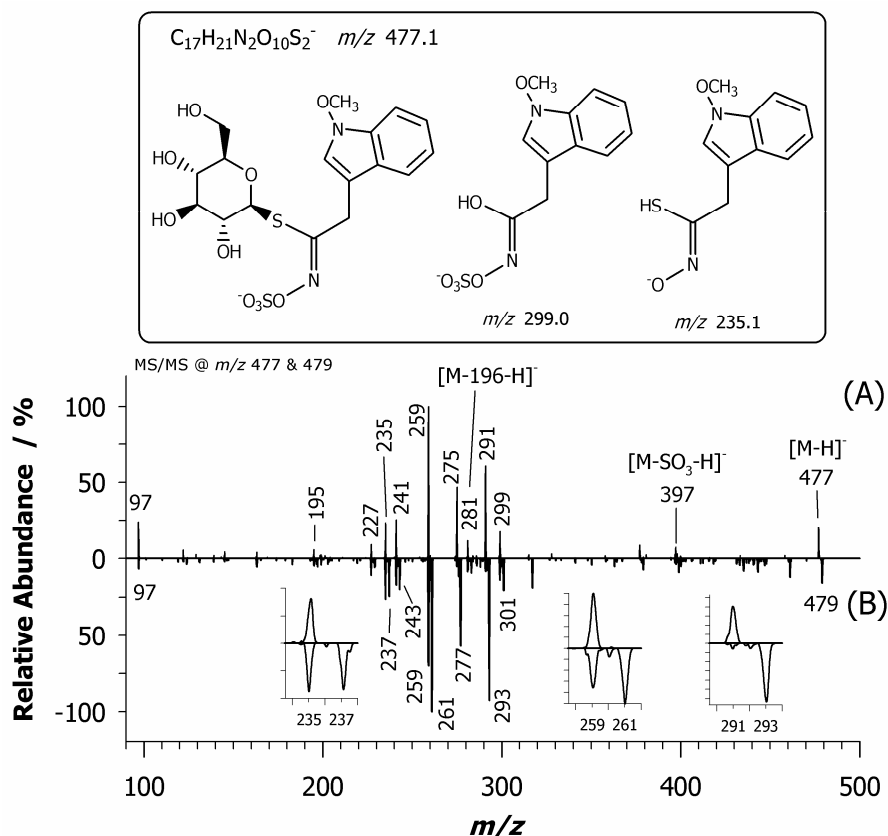 C17H21N2O10S2- m/z 477.1
OCH3
N
HO
HO
O
HO
S
OH
N
-O3SO
OCH3
N
HO
N
-O3SO
m/z 299.0
OCH3
N
HS
N
-O
m/z 235.1
MS/MS @ m/z 477 & 479
[M-196-H]-
(A)
Relative Abundance / %
100
50
0
50
-100
97
195
227
235
241
259
275
281
291
299
[M-SO3-H]-
397
[M-H]-
477
97
237
243
259
261
277
293
301
479
(B)
235 237
259 261
291 293
100 200 300 400 500
m/z